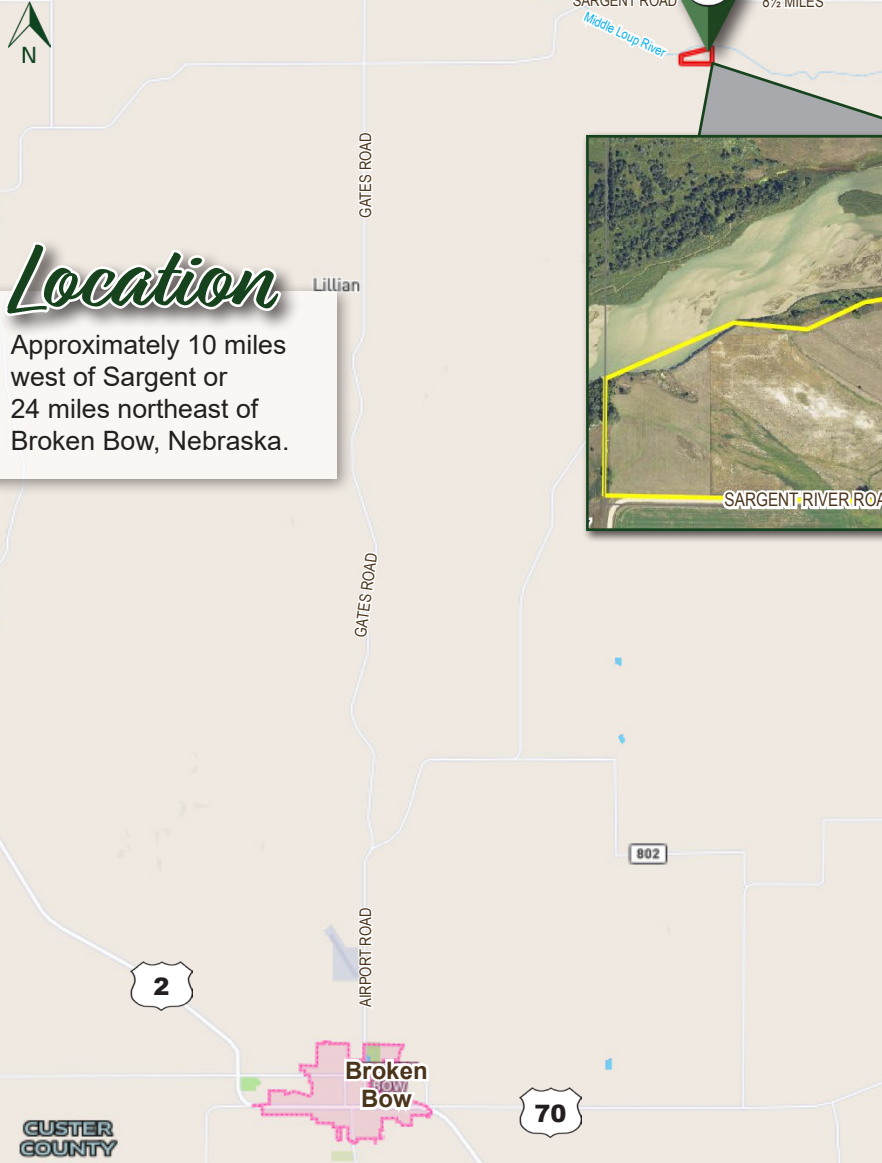 SARGENT ROAD
8½ MILES
Middle Loup River
N
GATES ROAD
Location
Lillian
Approximately 10 miles
west of Sargent or
24 miles northeast of
Broken Bow, Nebraska.
SARGENT RIVER ROA
GATES ROAD
802
AIRPORT ROAD
2
Broken
Bow
BOW
70
CUSTER
COUNTY